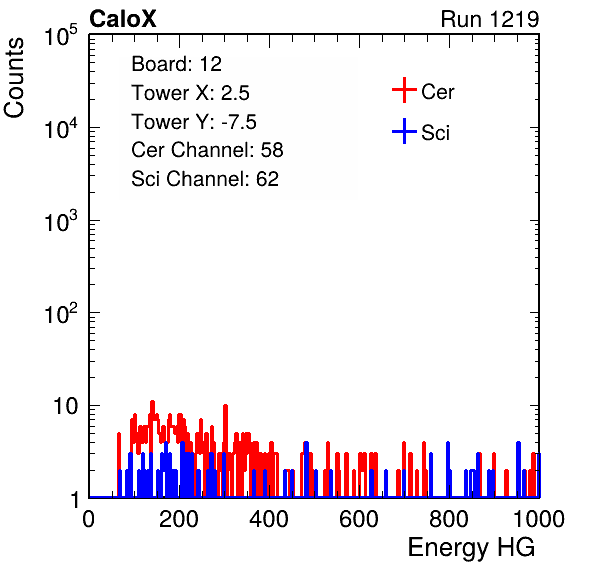 CaloX Run 1219
Counts
10^5
10^4
10^3
10^2
10
1
Board: 12
Tower X: 2.5
Tower Y: -7.5
Cer Channel: 58
Sci Channel: 62
Cer
Sci
0 200 400 600 800 1000
Energy HG